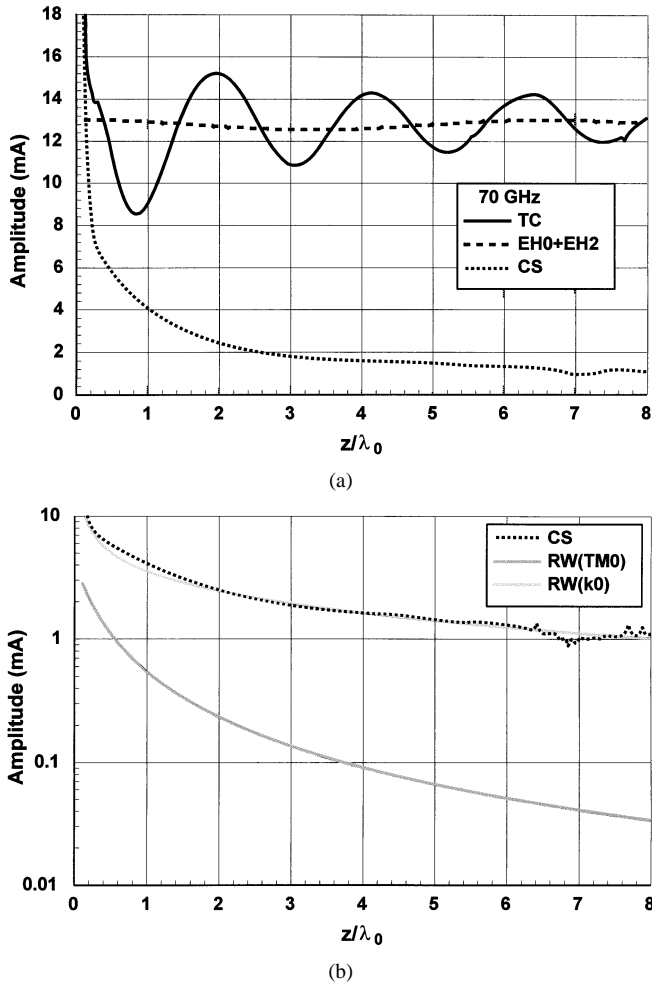 18
16
14
12
10
8
6
4
2
0
Amplitude (mA)
70 GHz
TC
EH0+EH2
CS
0 1 2 3 4 5 6 7 8
z/λ0
(a)
10
1
0.1
0.01
Amplitude (mA)
CS
RW(TM0)
RW(k0)
0 1 2 3 4 5 6 7 8
z/λ0
(b)